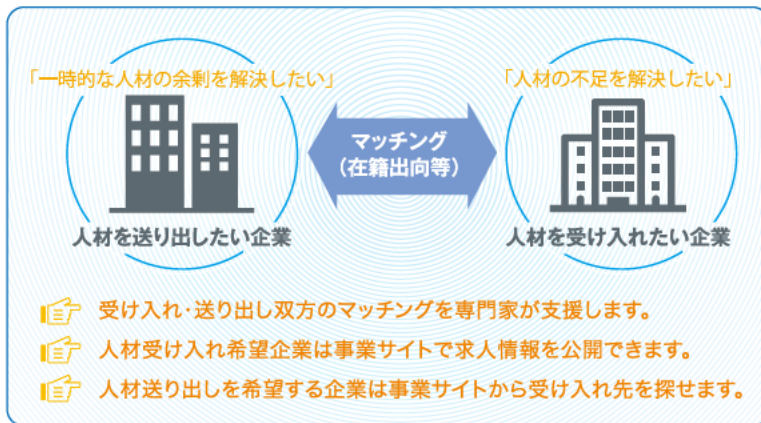 「一時的な人材の余剰を解決したい」
「人材の不足を解決したい」
マッチング
（在籍出向等）
人材を送り出したい企業
人材を受け入れたい企業
受け入れ・送り出し双方のマッチングを専門家が支援します。
人材受け入れ希望企業は事業サイトで求人情報を公開できます。
人材送り出しを希望する企業は事業サイトから受け入れ先を探せます。